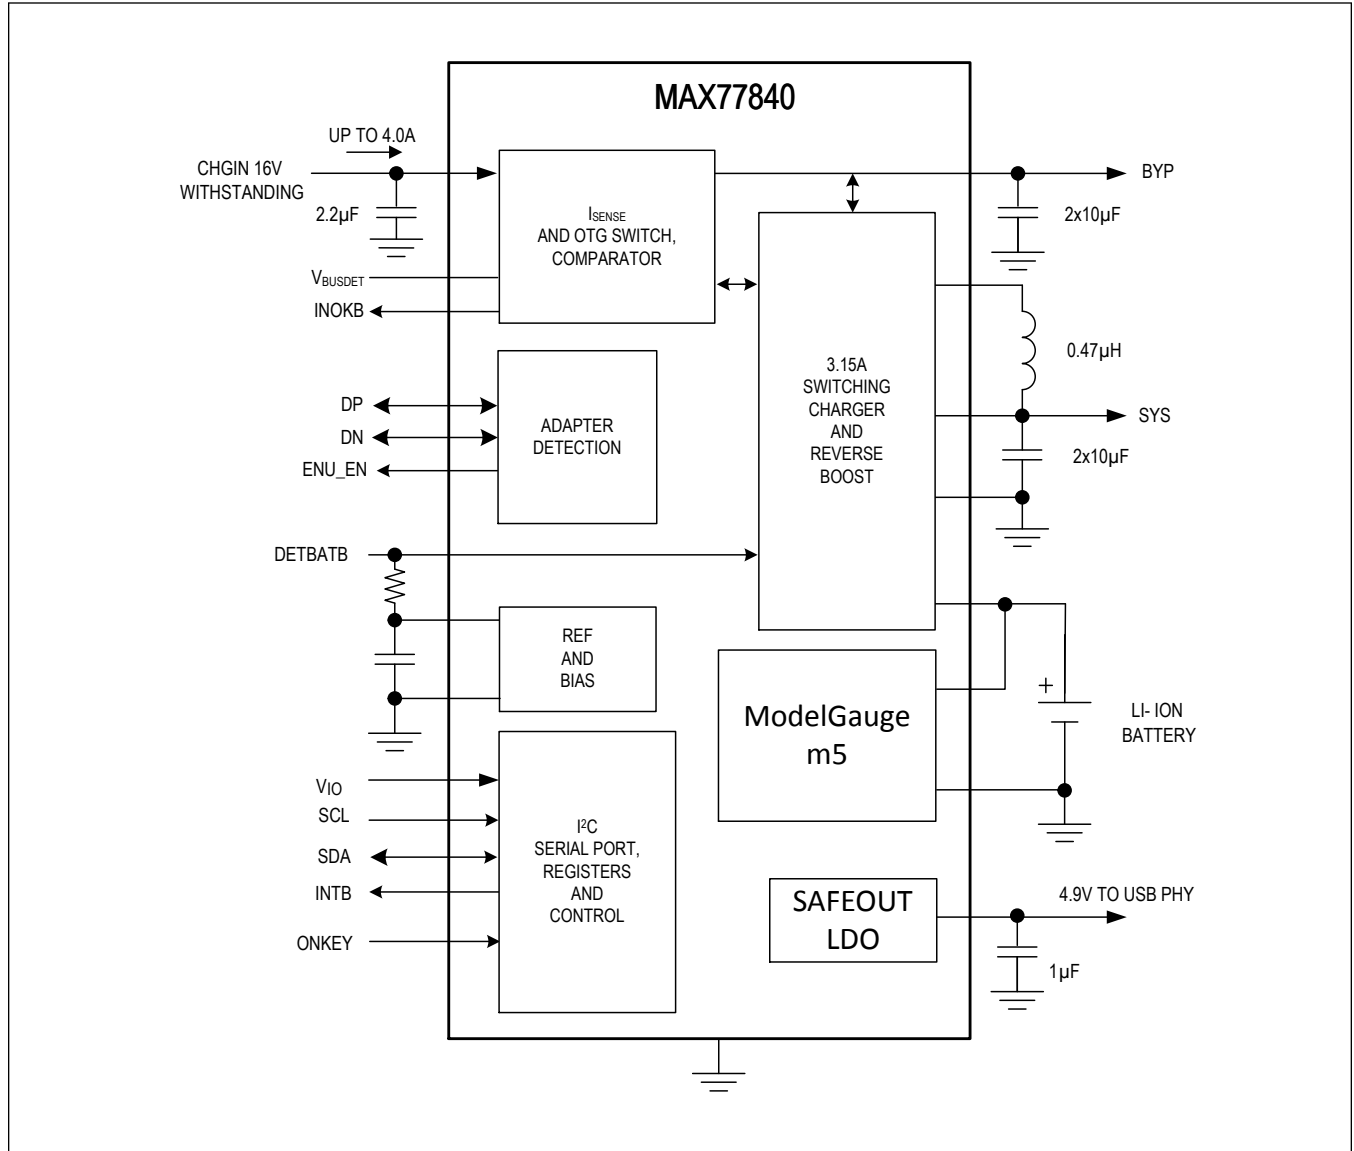 MAX77840
UP TO 4.0A
CHGIN 16V
WITHSTANDING
2.2µF
VBUSDET
INOKB
ISENSE
AND OTG SWITCH,
COMPARATOR
BYP
2x10µF
0.47µH
3.15A
SWITCHING
CHARGER
AND
REVERSE
BOOST
SYS
2x10µF
DP
DN
ENU_EN
ADAPTER
DETECTION
DETBATB
REF
AND
BIAS
ModelGauge
m5
+
LI- ION
BATTERY
VIO
SCL
SDA
INTB
ONKEY
I²C
SERIAL PORT,
REGISTERS
AND
CONTROL
SAFEOUT
LDO
4.9V TO USB PHY
1µF